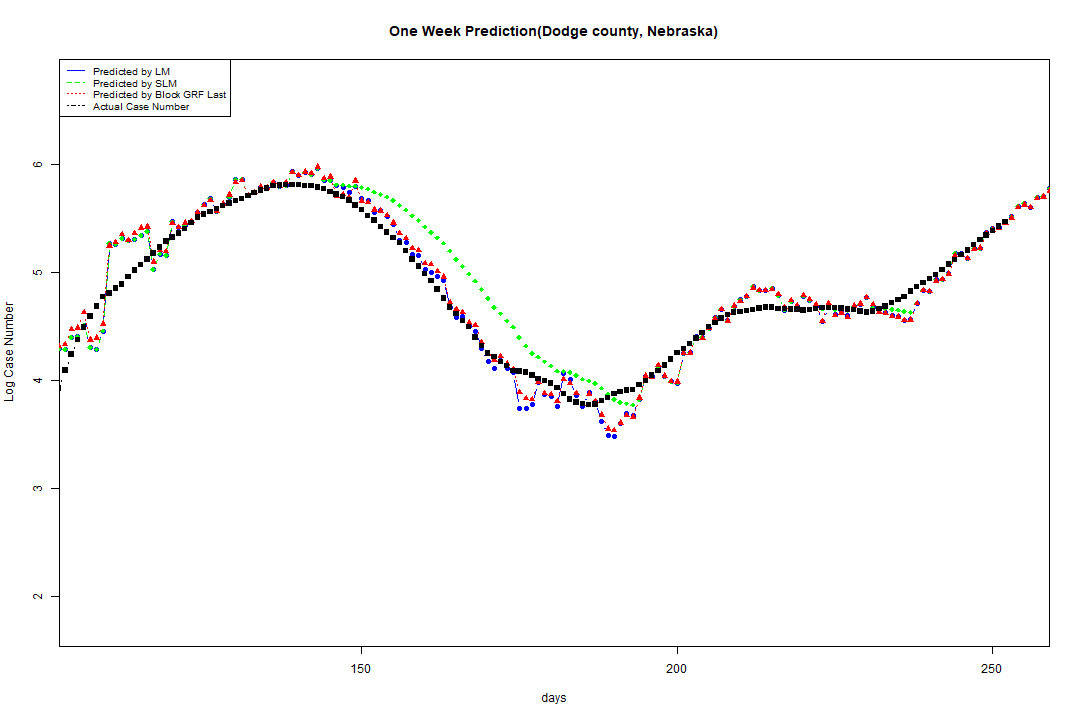 One Week Prediction(Dodge county, Nebraska)
Predicted by LM
Predicted by SLM
Predicted by Block GRF Last
Actual Case Number
6
5
4
3
2
Log Case Number
150
200
250
days